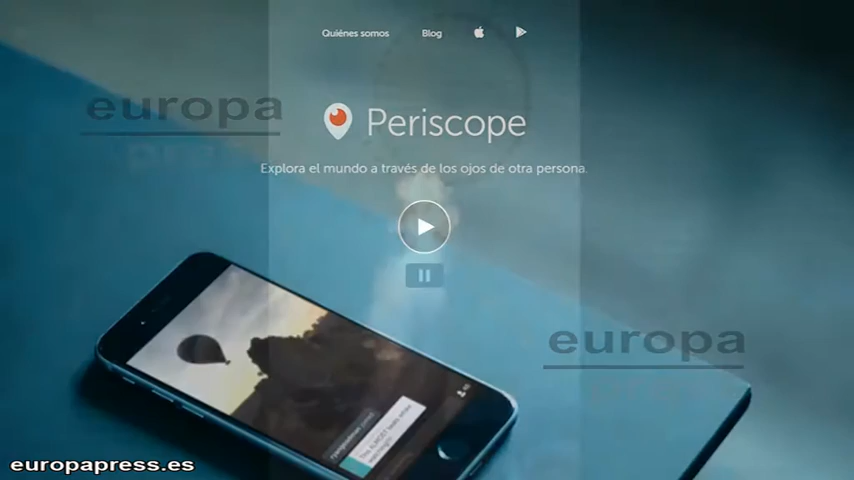 Quiénes somos Blog
europa
Periscope
Explora el mundo a través de los ojos de otra persona.
europa
europapress.es